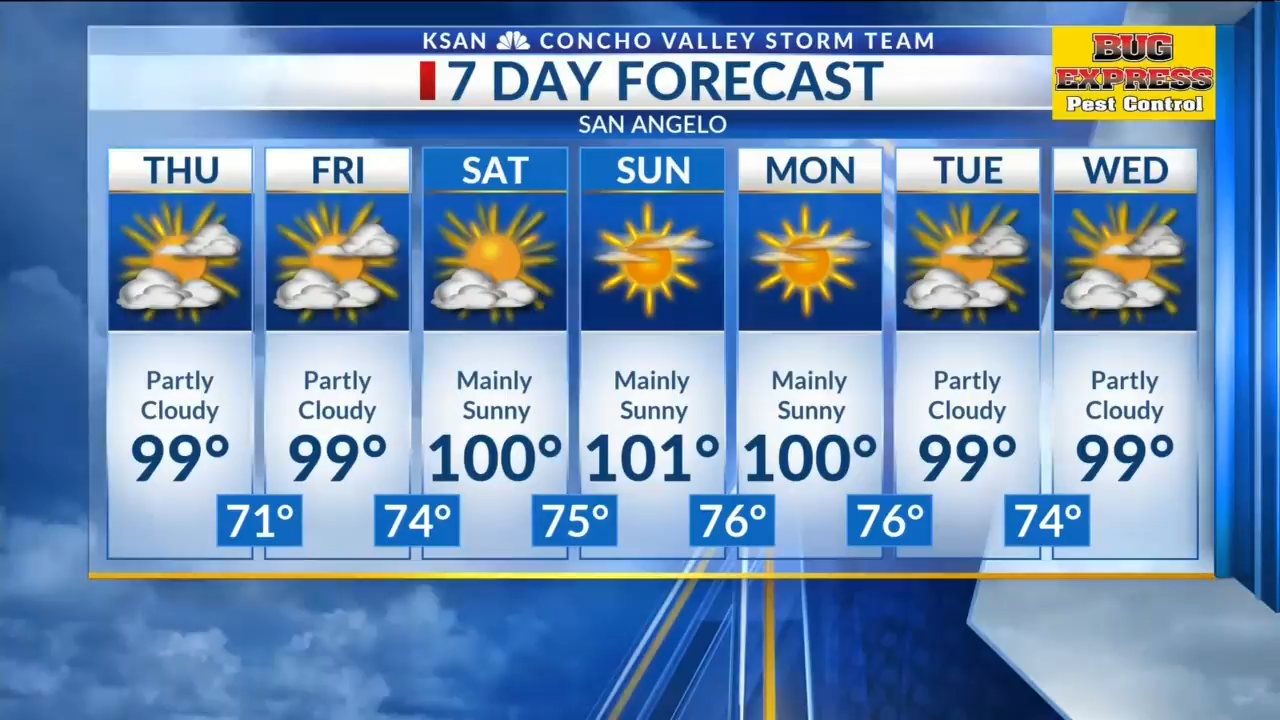 KSAN CONCHO VALLEY STORM TEAM
7 DAY FORECAST
SAN ANGELO
BUG
EXPRESS
Pest Control
THU FRI SAT SUN MON TUE WED
Partly Partly Mainly Mainly Mainly Partly Partly
Cloudy Cloudy Sunny Sunny Sunny Cloudy Cloudy
99° 99° 100° 101° 100° 99° 99°
71° 74° 75° 76° 76° 74°